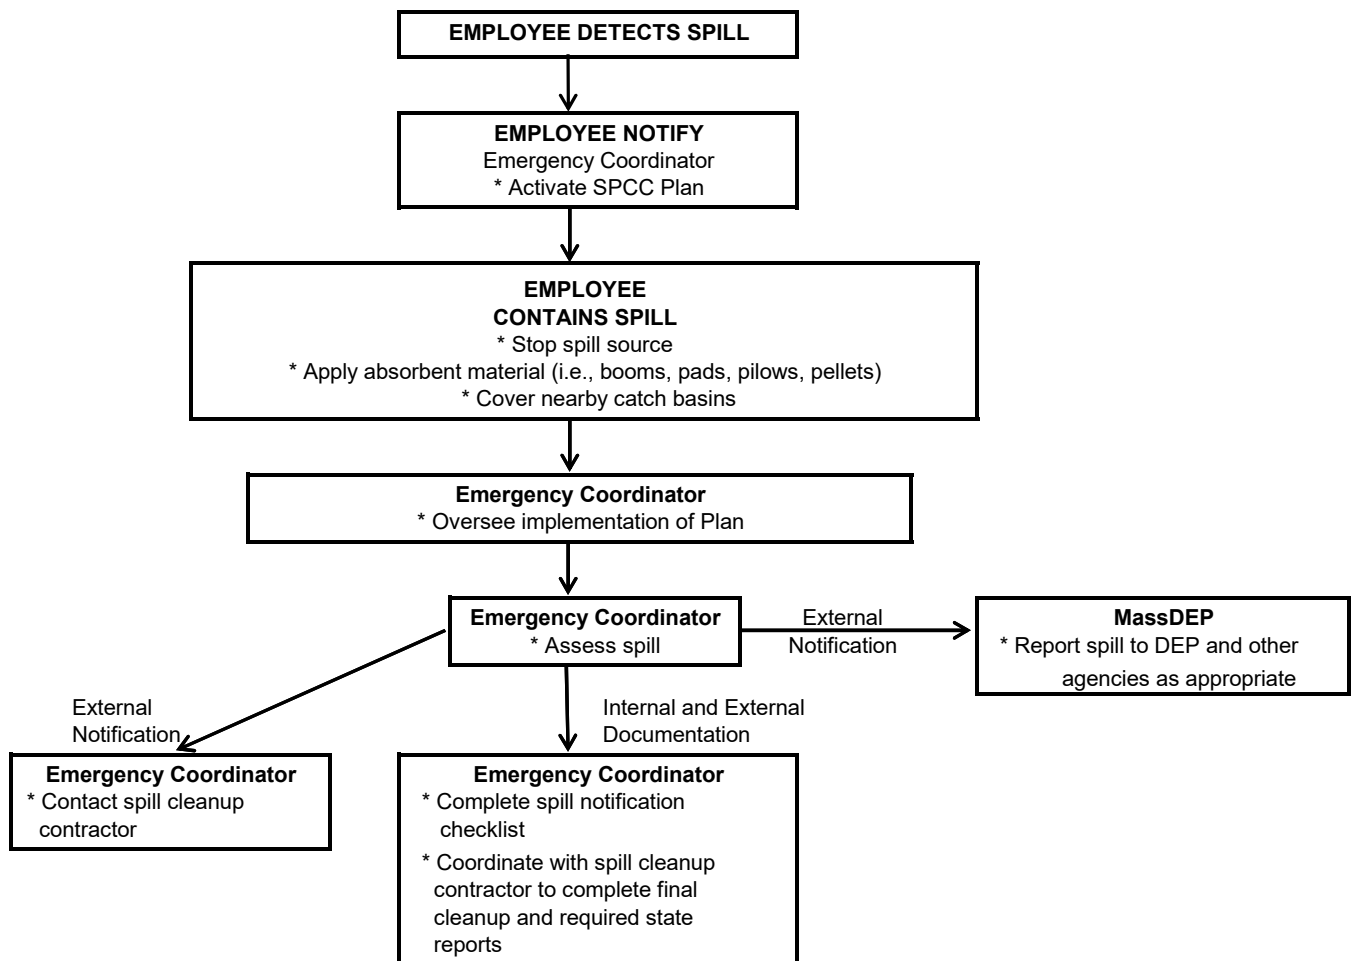 EMPLOYEE DETECTS SPILL
EMPLOYEE NOTIFY
Emergency Coordinator
* Activate SPCC Plan
EMPLOYEE
CONTAINS SPILL
* Stop spill source
* Apply absorbent material (i.e., booms, pads, pilows, pellets)
* Cover nearby catch basins
Emergency Coordinator
* Oversee implementation of Plan
Emergency Coordinator
* Assess spill
External
Notification
MassDEP
* Report spill to DEP and other
agencies as appropriate
External
Notification
Emergency Coordinator
* Contact spill cleanup
contractor
Internal and External
Documentation
Emergency Coordinator
* Complete spill notification
checklist
* Coordinate with spill cleanup
contractor to complete final
cleanup and required state
reports